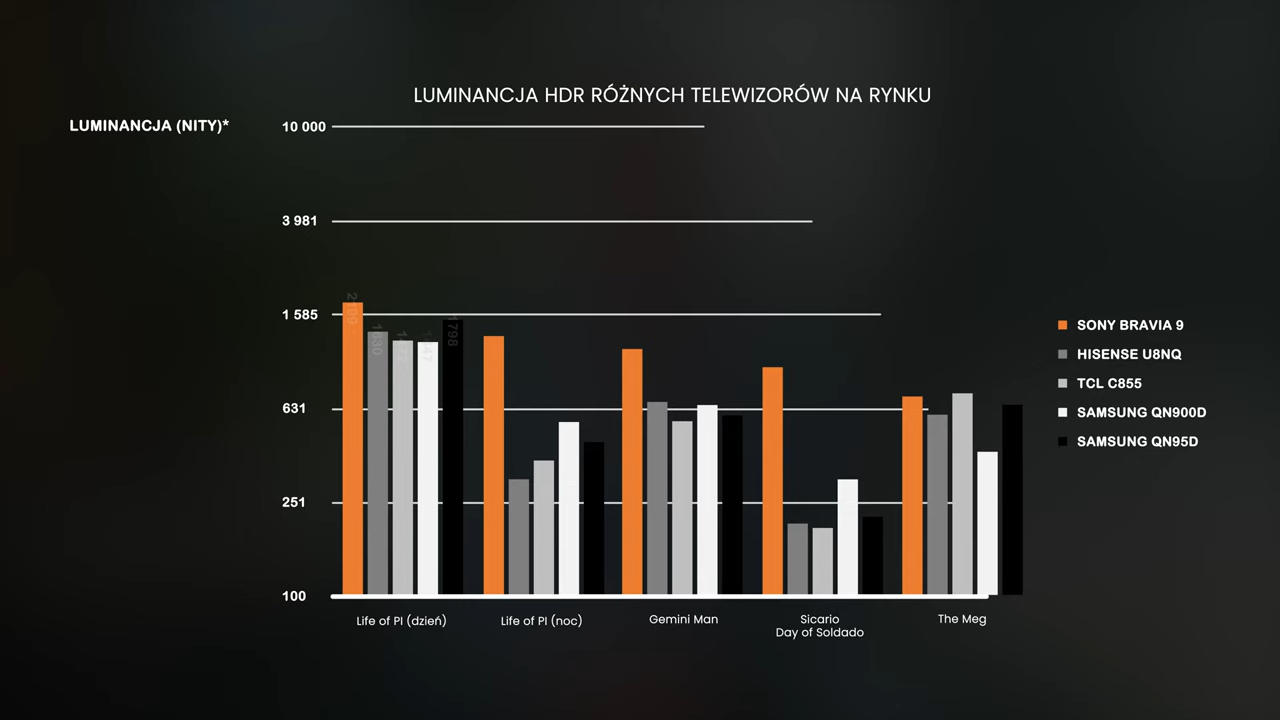 LUMINANCJA HDR RÓŻNYCH TELEWIZORÓW NA RYNKU
LUMINANCJA (NITY)*
10 000
3 981
1 585
631
251
100
1798
Life of PI (dzień)
Life of PI (noc)
Gemini Man
Sicario
Day of Soldado
The Meg
SONY BRAVIA 9
HISENSE U8NQ
TCL C855
SAMSUNG QN900D
SAMSUNG QN95D